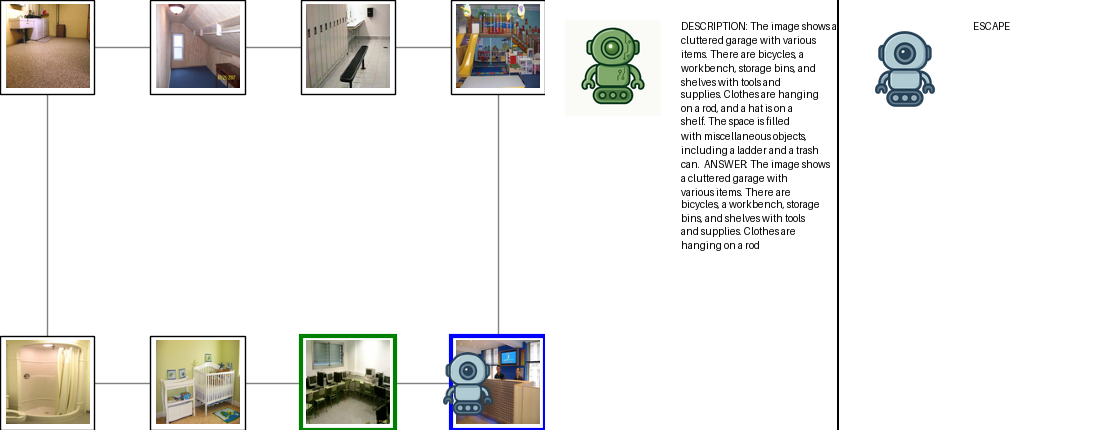 DESCRIPTION: The image shows a
cluttered garage with various
items. There are bicycles, a
workbench, storage bins, and
shelves with tools and
supplies. Clothes are hanging
on a rod, and a hat is on a
shelf. The space is filled
with miscellaneous objects,
including a ladder and a trash
can. ANSWER: The image shows
a cluttered garage with
various items. There are
bicycles, a workbench, storage
bins, and shelves with tools
and supplies. Clothes are
hanging on a rod
ESCAPE